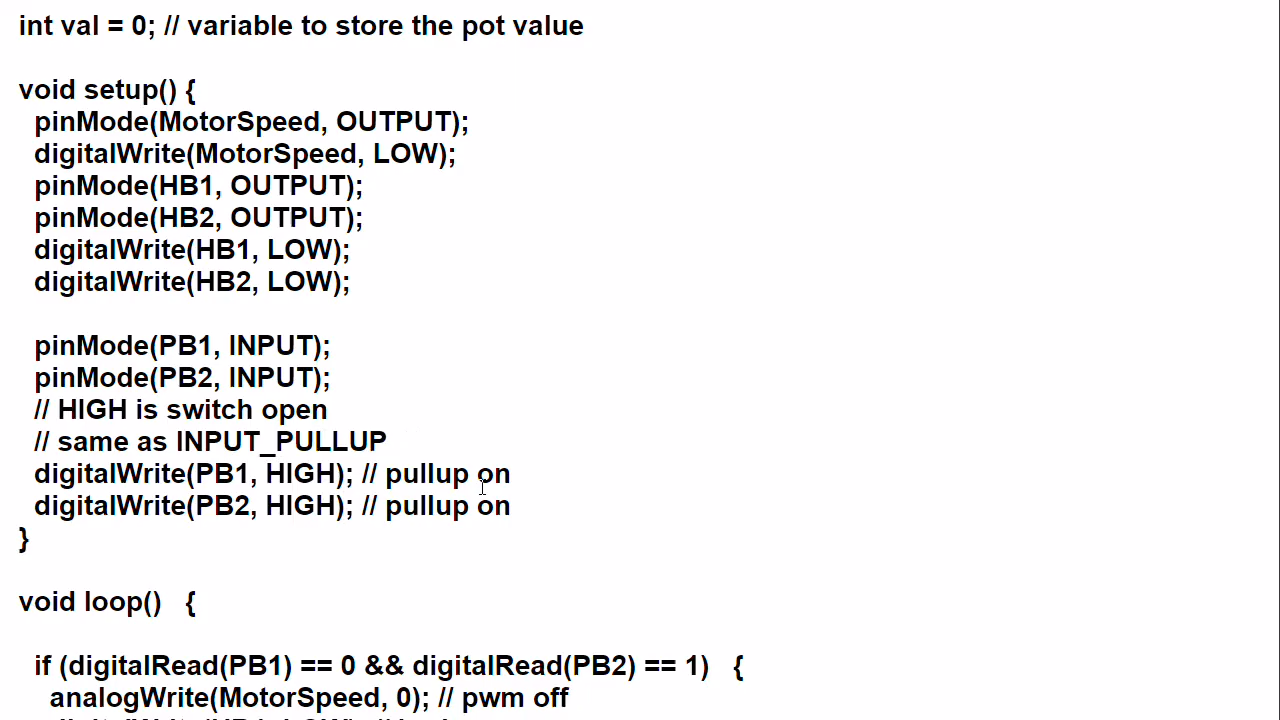 int val = 0; // variable to store the pot value
void setup() {
pinMode(MotorSpeed, OUTPUT);
digitalWrite(MotorSpeed, LOW);
pinMode(HB1, OUTPUT);
pinMode(HB2, OUTPUT);
digitalWrite(HB1, LOW);
digitalWrite(HB2, LOW);
pinMode(PB1, INPUT);
pinMode(PB2, INPUT);
// HIGH is switch open
// same as INPUT_PULLUP
digitalWrite(PB1, HIGH); // pullup on
digitalWrite(PB2, HIGH); // pullup on
}
void loop()   {
if (digitalRead(PB1) == 0 && digitalRead(PB2) == 1)   {
analogWrite(MotorSpeed, 0); // pwm off